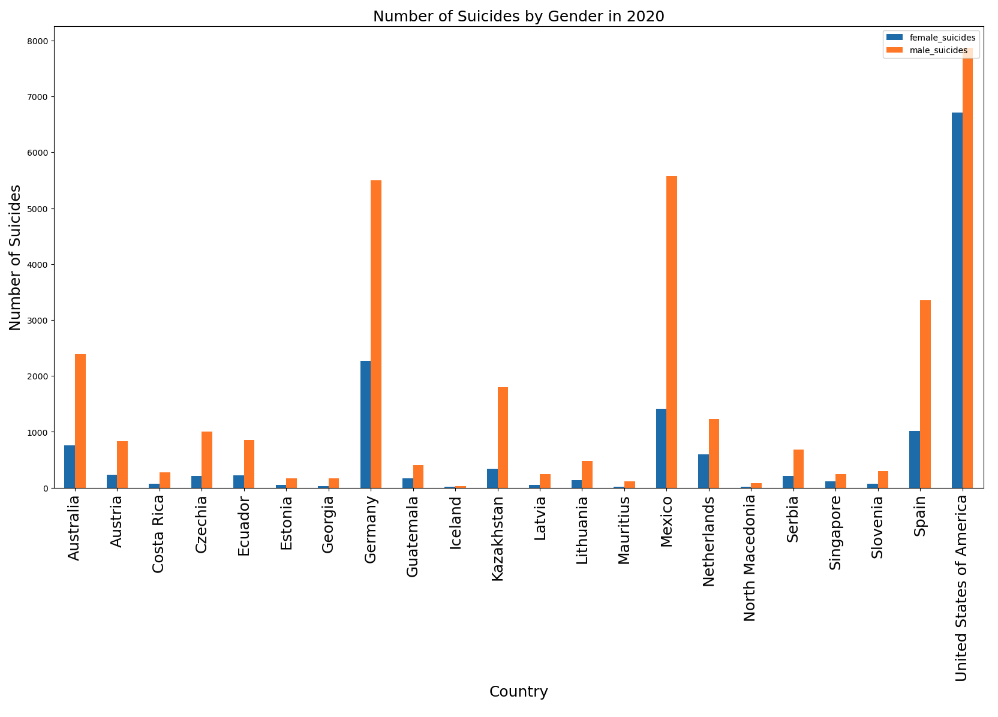 Number of Suicides by Gender in 2020
female_suicides
male_suicides
Number of Suicides
8000
7000
6000
5000
4000
3000
2000
1000
0
Australia
Austria
Costa Rica
Czechia
Ecuador
Estonia
Georgia
Germany
Guatemala
Iceland
Kazakhstan
Latvia
Lithuania
Mauritius
Mexico
Netherlands
North Macedonia
Serbia
Singapore
Slovenia
Spain
United States of America
Country